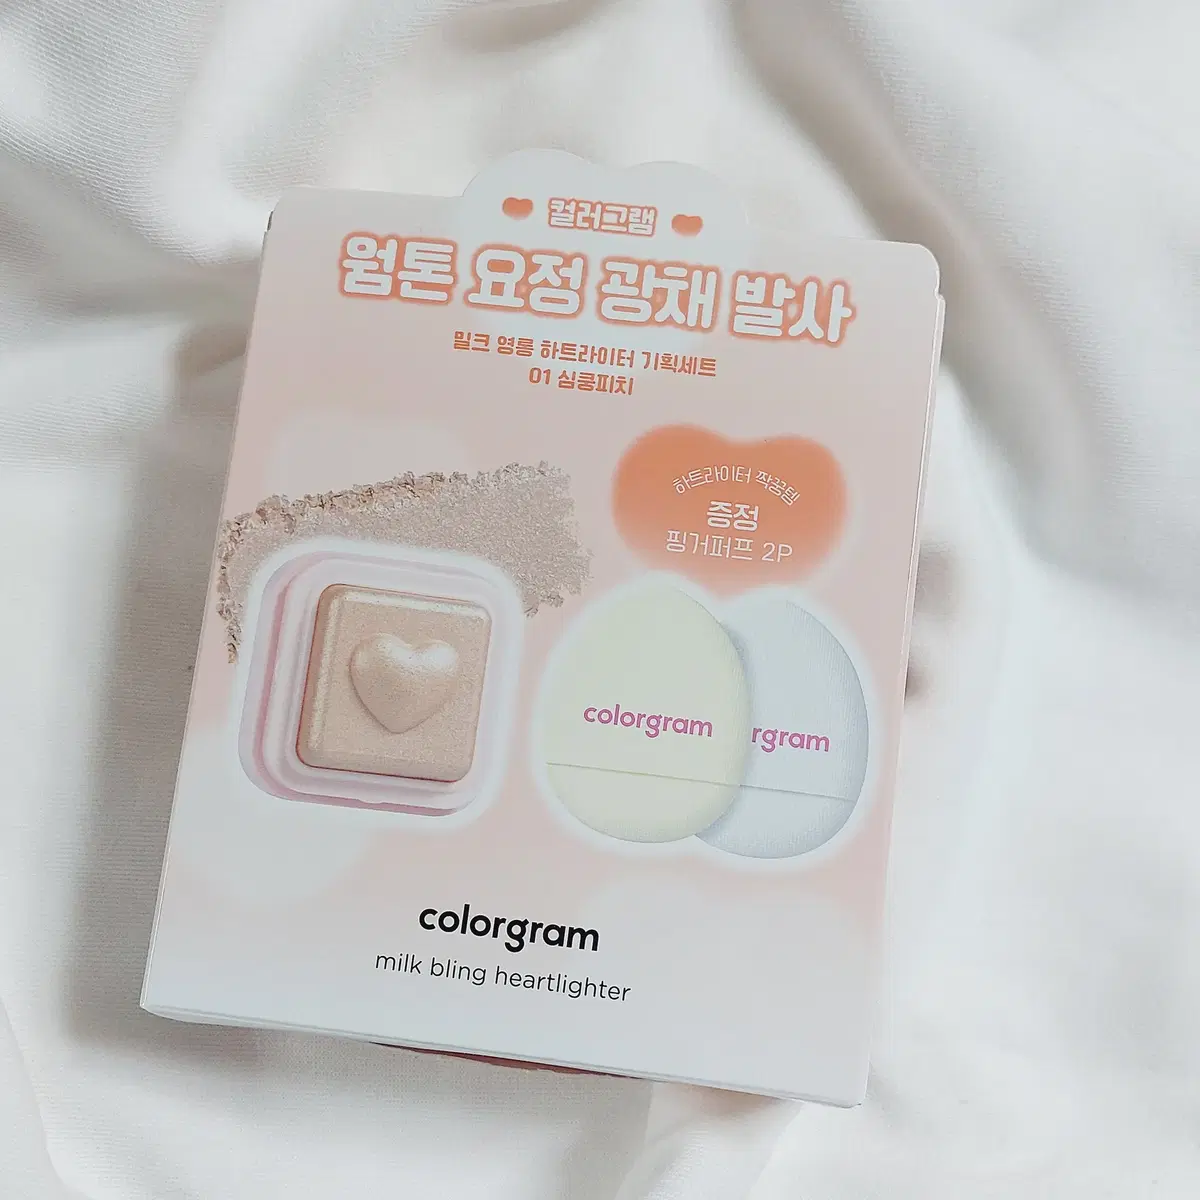 컬러그램
웜톤 요정 광채 발사
밀크 영롱 하트라이터 기획세트
01 심쿵피치
하트라이터 짝꿍템
증정
핑거퍼프 2P
colorgram
rgram
colorgram
milk bling heartlighter